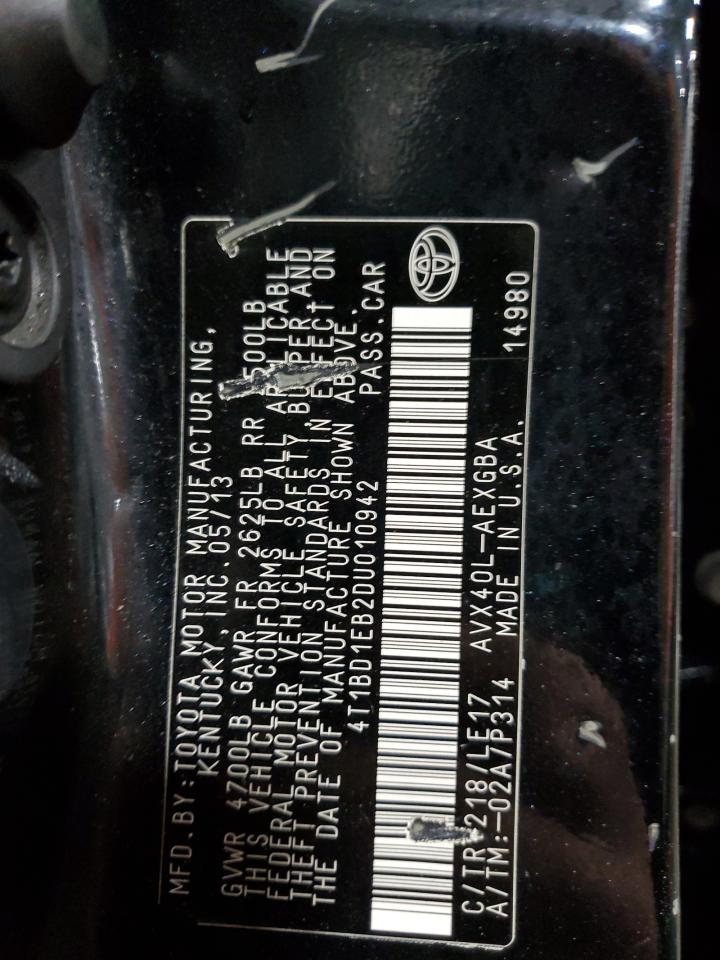 MFD.BY:TOYOTA MOTOR MANUFACTURING,
KENTUCKY, INC.05/13
GVWR 4700LB GAWR FR 2625LB RR 500LB
THIS VEHICLE CONFORMS TO ALL APPLICABLE
FEDERAL MOTOR VEHICLE SAFETY, BUMPER, AND
THEFT PREVENTION STANDARDS IN EFFECT ON
THE DATE OF MANUFACTURE SHOWN ABOVE.
4T1BD1EB2DU010942 PASS.CAR
C/TR:218/LE17 AVX40L-AEXGBA
A/TM:-02A/P314 MADE IN U.S.A. 14980